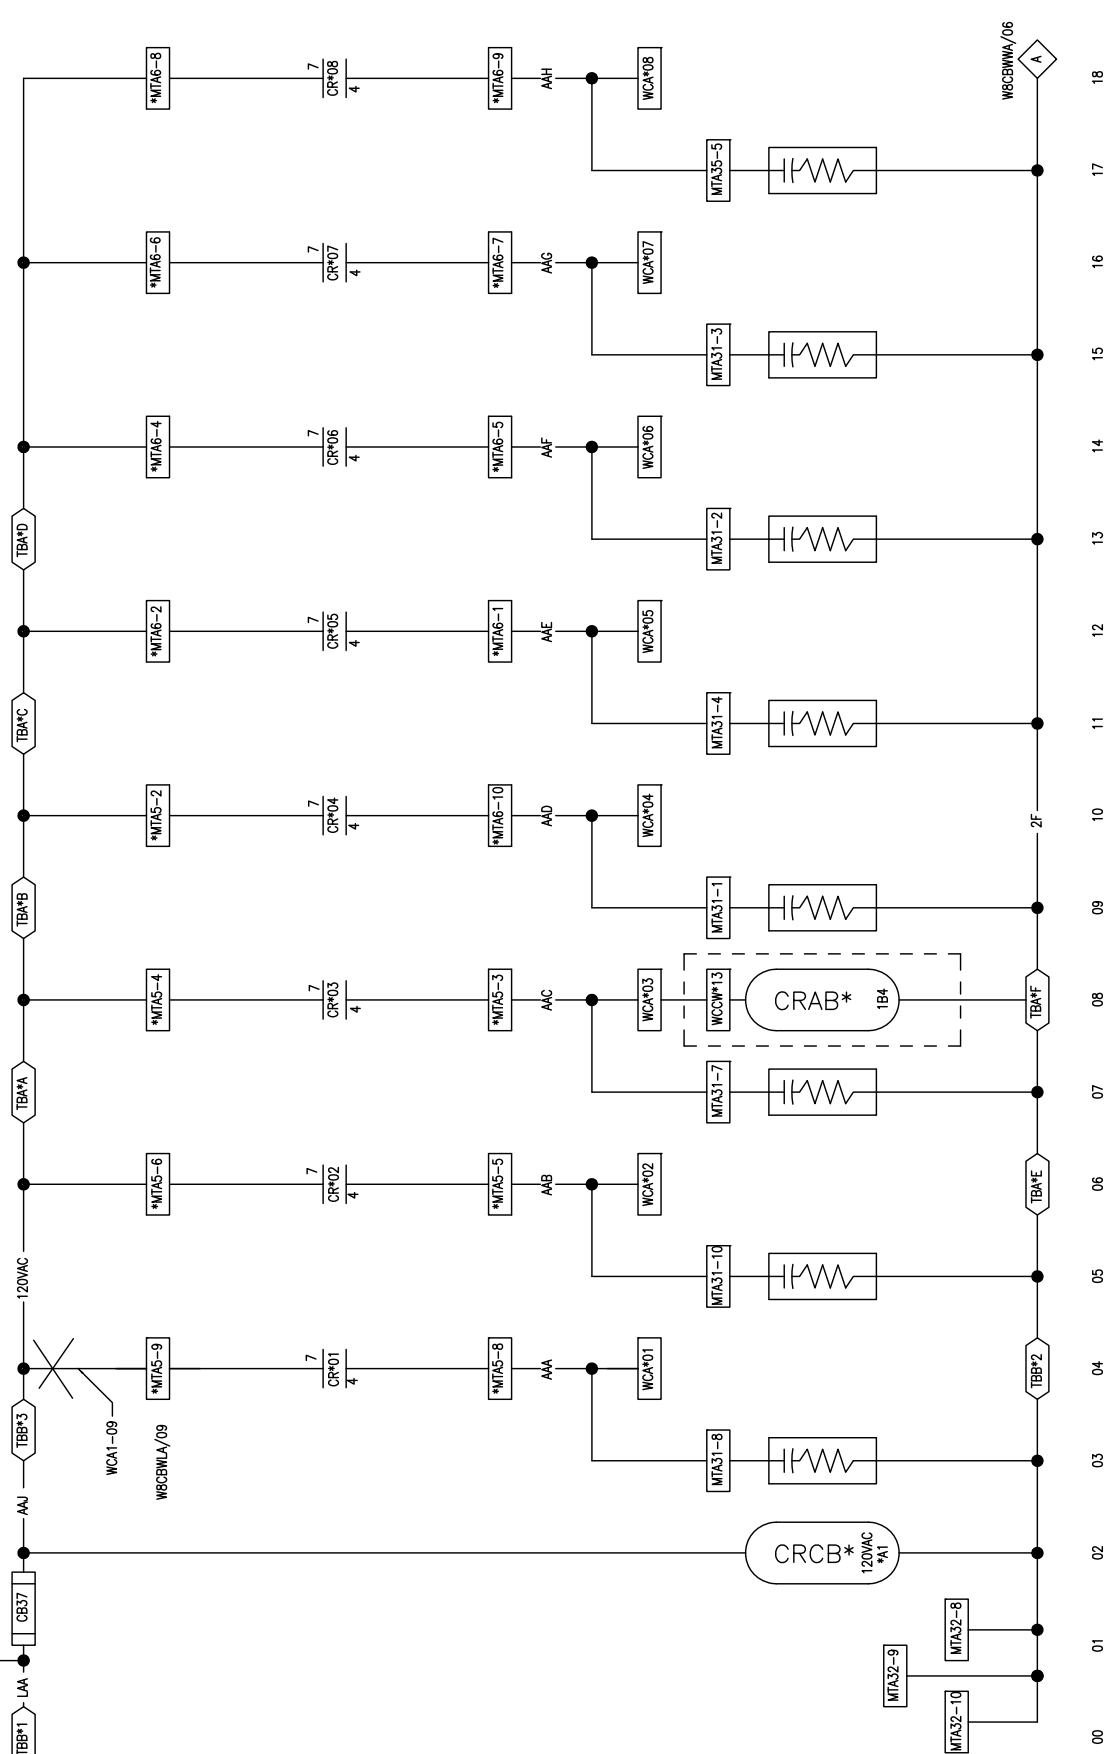 TBB*1
LAA
CB37
AAJ
TBB*3
120VAC
TBA*A
TBA*B
TBA*C
TBA*D
00
MTA32-10
MTA32-9
01
MTA32-8
CRCB*
120VAC
*A1
02
MTA31-8
03
WCA1-09
W8CBWLA/09
*MTA5-9
7
CR*01
4
*MTA5-8
AAA
WCA*01
TBB*2
04
MTA31-10
05
*MTA5-6
7
CR*02
4
*MTA5-5
AAB
WCA*02
TBA*E
06
MTA31-7
07
*MTA5-4
7
CR*03
4
*MTA5-3
AAC
WCA*03
WCCW*13
CRAB*
1B4
TBA*F
08
MTA31-1
09
*MTA5-2
7
CR*04
4
*MTA6-10
AAD
WCA*04
2F
10
MTA31-4
11
*MTA6-2
7
CR*05
4
*MTA6-1
AAE
WCA*05
12
MTA31-2
13
*MTA6-4
7
CR*06
4
*MTA6-5
AAF
WCA*06
14
MTA31-3
15
*MTA6-6
7
CR*07
4
*MTA6-7
AAG
WCA*07
16
MTA35-5
17
*MTA6-8
7
CR*08
4
*MTA6-9
AAH
WCA*08
W8CBWWA/06
A
18